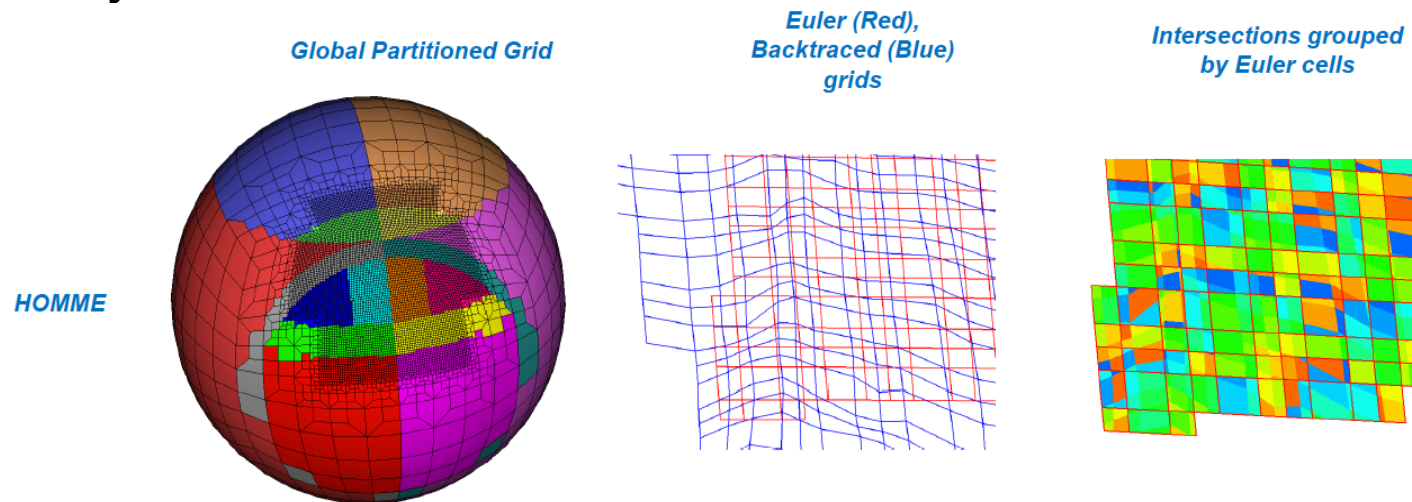 Global Partitioned Grid
Euler (Red),
Backtraced (Blue)
grids
Intersections grouped
by Euler cells
HOMME